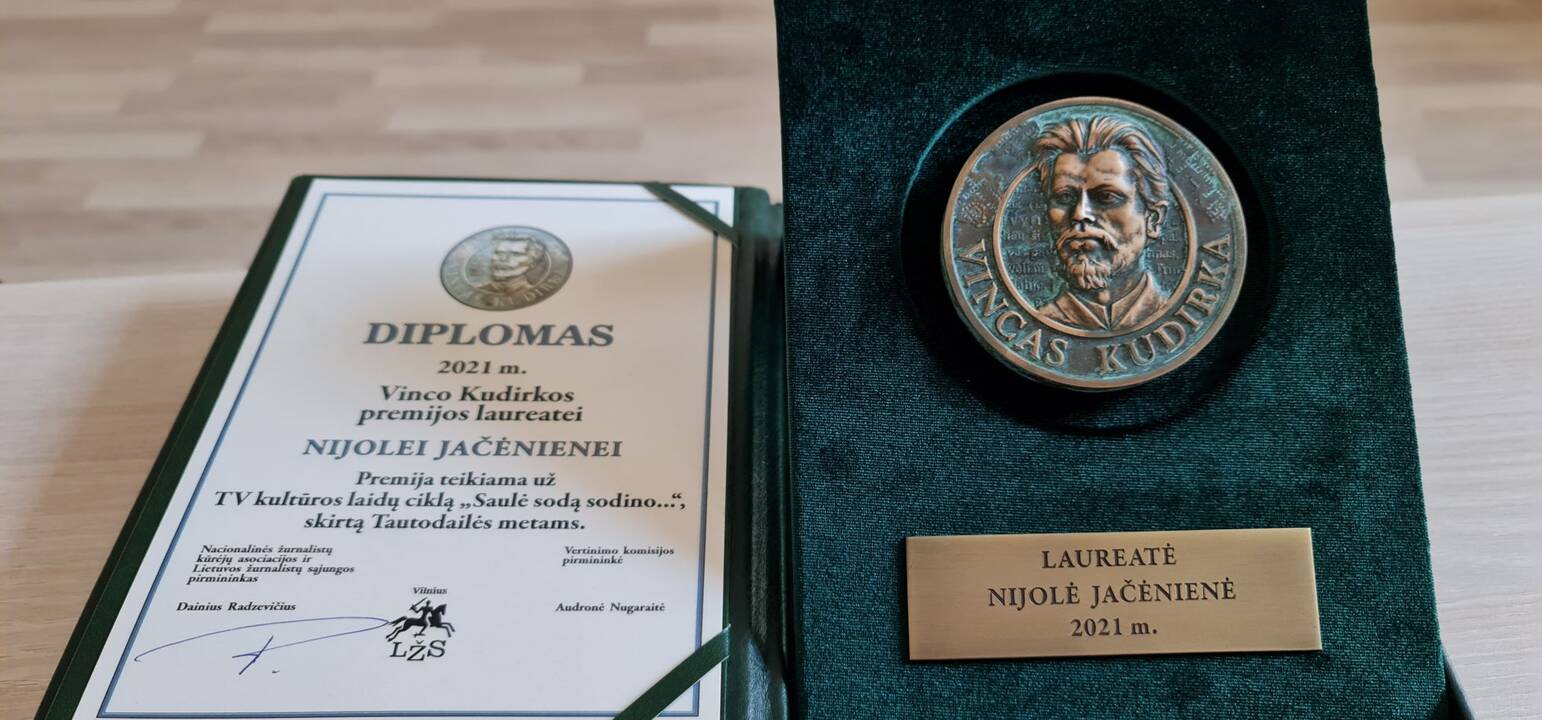 DIPLOMAS
2021 m.
Vinco Kudirkos
premijos laureatei
NIJOLEI JAČĖNIENEI
Premija teikiama už
TV kultūros laidų ciklą „Saulė sodą sodino...“,
skirtą Tautodailės metams.
Nacionalinės žurnalistų
kūrėjų asociacijos ir
Lietuvos žurnalistų sąjungos
pirmininkas
Dainius Radzevičius
Vilnius
LŽS
Vertinimo komisijos
pirmininkė
Audronė Nugaraitė
VINCAS KUDIRKA
LAUREATĖ
NIJOLĖ JAČĖNIENĖ
2021 m.